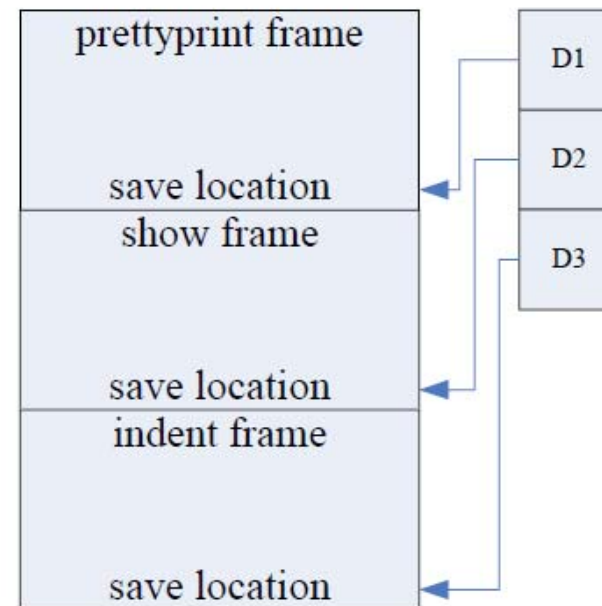 prettyprint frame
D1
D2
save location
show frame
D3
save location
indent frame
save location